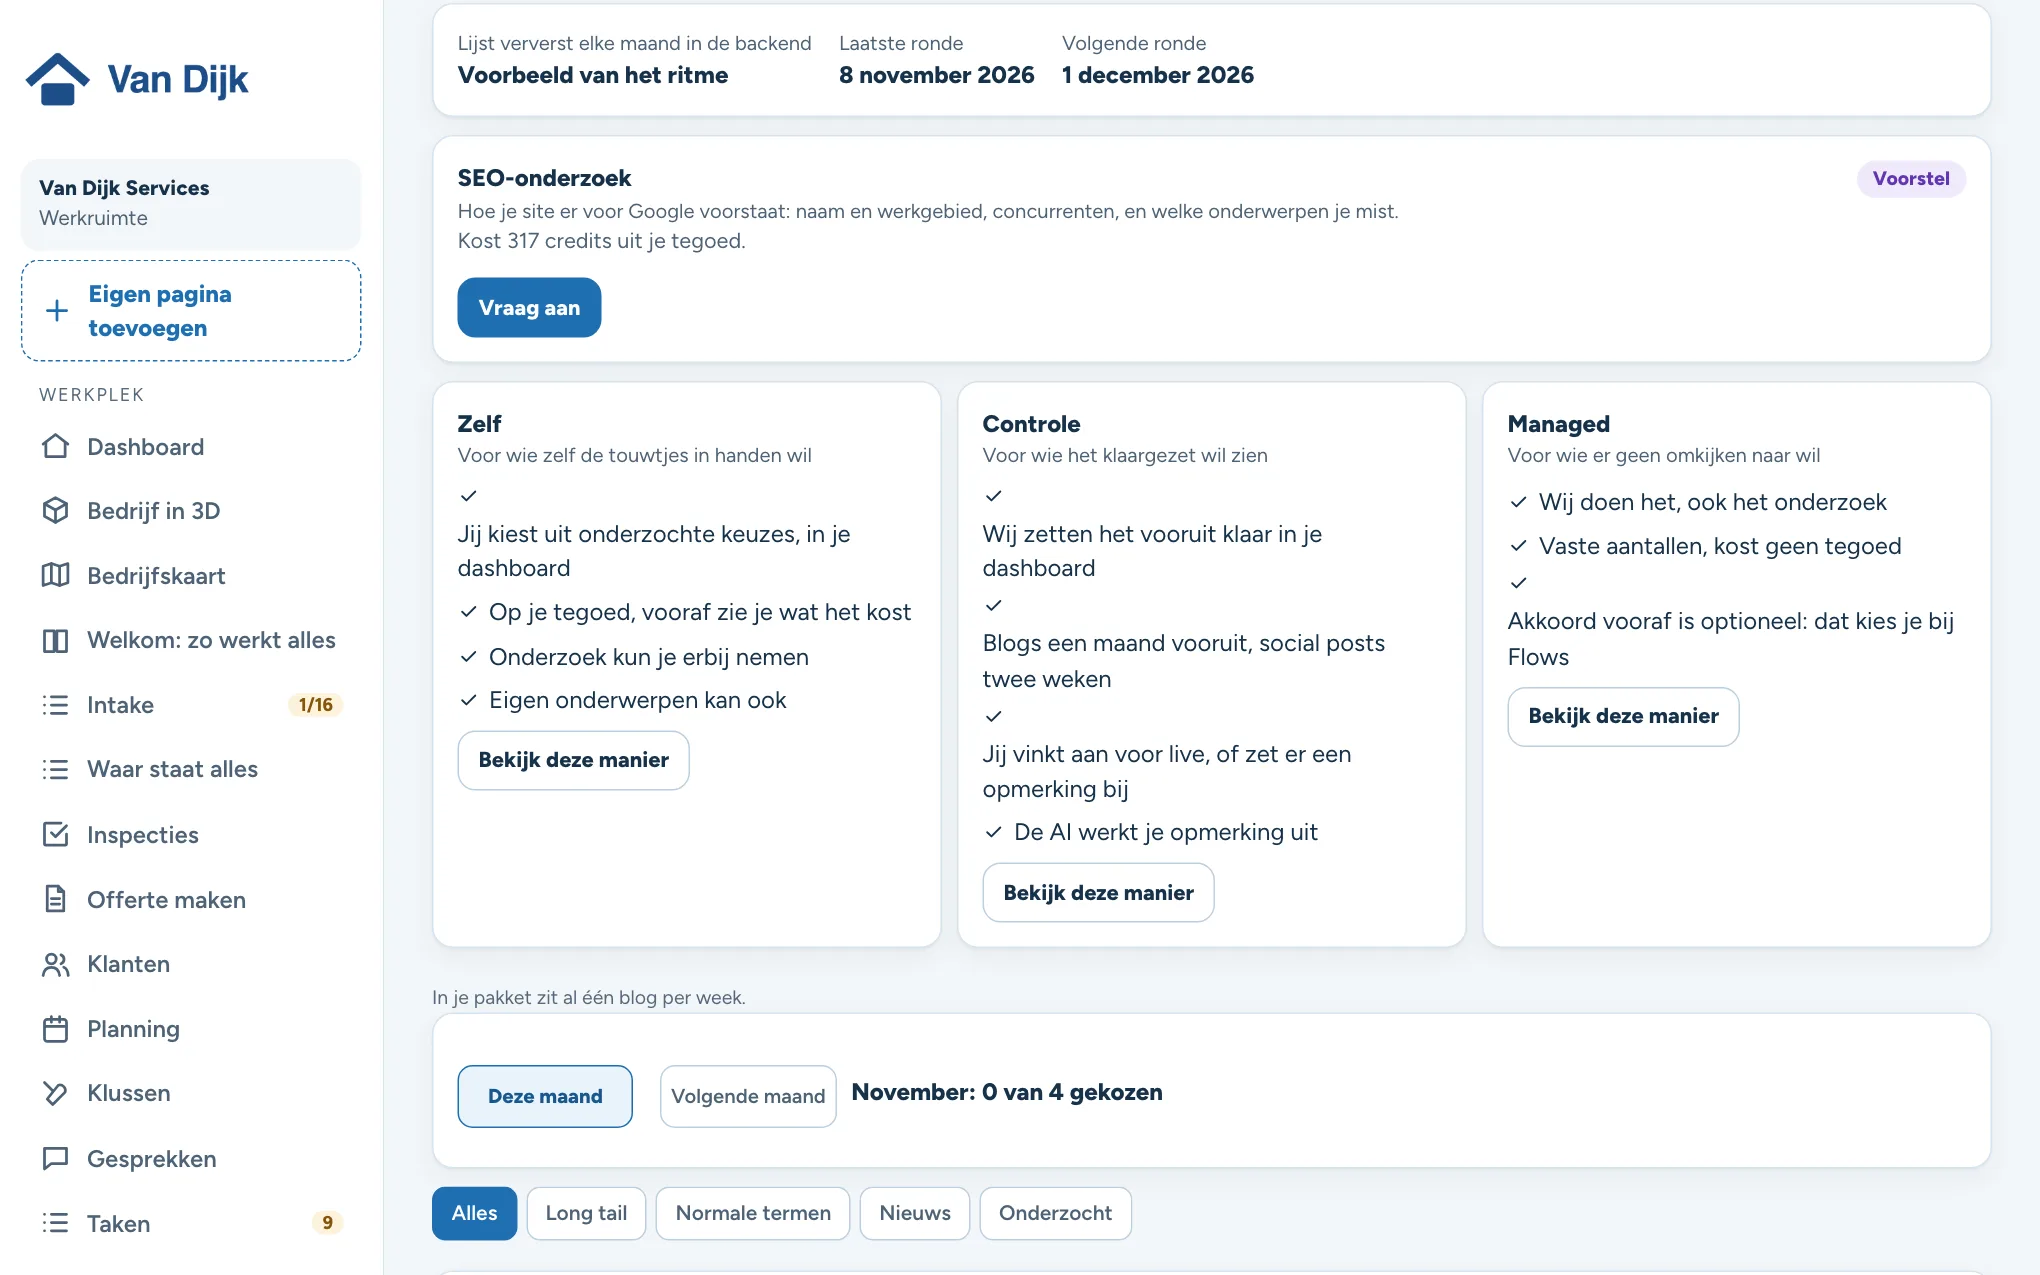 Van Dijk
Van Dijk Services
Werkruimte
Eigen pagina
toevoegen
WERKPLEK
Dashboard
Bedrijf in 3D
Bedrijfskaart
Welkom: zo werkt alles
Intake
1/16
Waar staat alles
Inspecties
Offerte maken
Klanten
Planning
Klussen
Gesprekken
Taken
9
Lijst ververst elke maand in de backend
Voorbeeld van het ritme
Laatste ronde
8 november 2026
Volgende ronde
1 december 2026
SEO-onderzoek
Voorstel
Hoe je site er voor Google voorstaat: naam en werkgebied, concurrenten, en welke onderwerpen je mist.
Kost 317 credits uit je tegoed.
Vraag aan
Zelf
Voor wie zelf de touwtjes in handen wil
Jij kiest uit onderzochte keuzes, in je
dashboard
Op je tegoed, vooraf zie je wat het kost
Onderzoek kun je erbij nemen
Eigen onderwerpen kan ook
Bekijk deze manier
Controle
Voor wie het klaargezet wil zien
Wij zetten het vooruit klaar in je
dashboard
Blogs een maand vooruit, social posts
twee weken
Jij vinkt aan voor live, of zet er een
opmerking bij
De AI werkt je opmerking uit
Bekijk deze manier
Managed
Voor wie er geen omkijken naar wil
Wij doen het, ook het onderzoek
Vaste aantallen, kost geen tegoed
Akkoord vooraf is optioneel: dat kies je bij
Flows
Bekijk deze manier
In je pakket zit al één blog per week.
Deze maand
Volgende maand
November: 0 van 4 gekozen
Alles
Long tail
Normale termen
Nieuws
Onderzocht